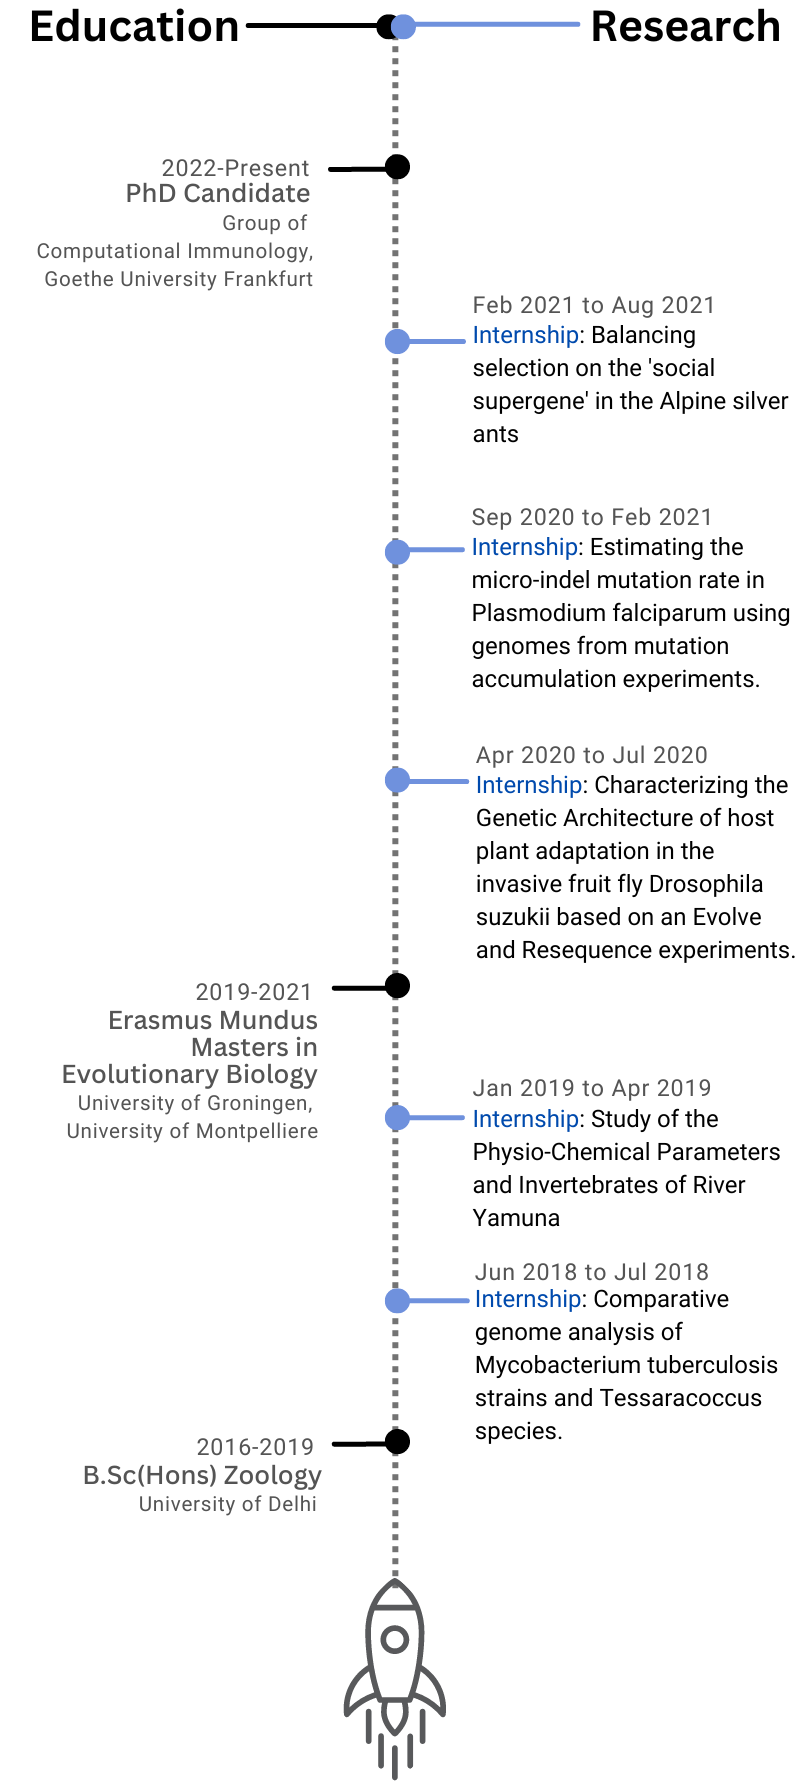 Education
Research
2022-Present
PhD Candidate
Group of
Computational Immunology,
Goethe University Frankfurt
Feb 2021 to Aug 2021
Internship: Balancing
selection on the 'social
supergene' in the Alpine silver
ants
Sep 2020 to Feb 2021
Internship: Estimating the
micro-indel mutation rate in
Plasmodium falciparum using
genomes from mutation
accumulation experiments.
Apr 2020 to Jul 2020
Internship: Characterizing the
Genetic Architecture of host
plant adaptation in the
invasive fruit fly Drosophila
suzukii based on an Evolve
and Resequence experiments.
2019-2021
Erasmus Mundus
Masters in
Evolutionary Biology
University of Groningen,
University of Montpelliere
Jan 2019 to Apr 2019
Internship: Study of the
Physio-Chemical Parameters
and Invertebrates of River
Yamuna
Jun 2018 to Jul 2018
Internship: Comparative
genome analysis of
Mycobacterium tuberculosis
strains and Tessaracoccus
species.
2016-2019
B.Sc(Hons) Zoology
University of Delhi